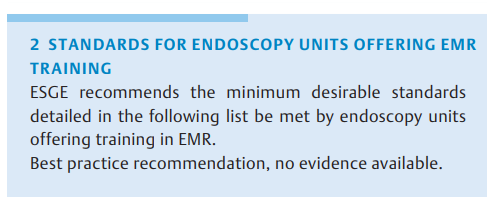 2 STANDARDS FOR ENDOSCOPY UNITS OFFERING EMR
TRAINING
ESGE recommends the minimum desirable standards
detailed in the following list be met by endoscopy units
offering training in EMR.
Best practice recommendation, no evidence available.